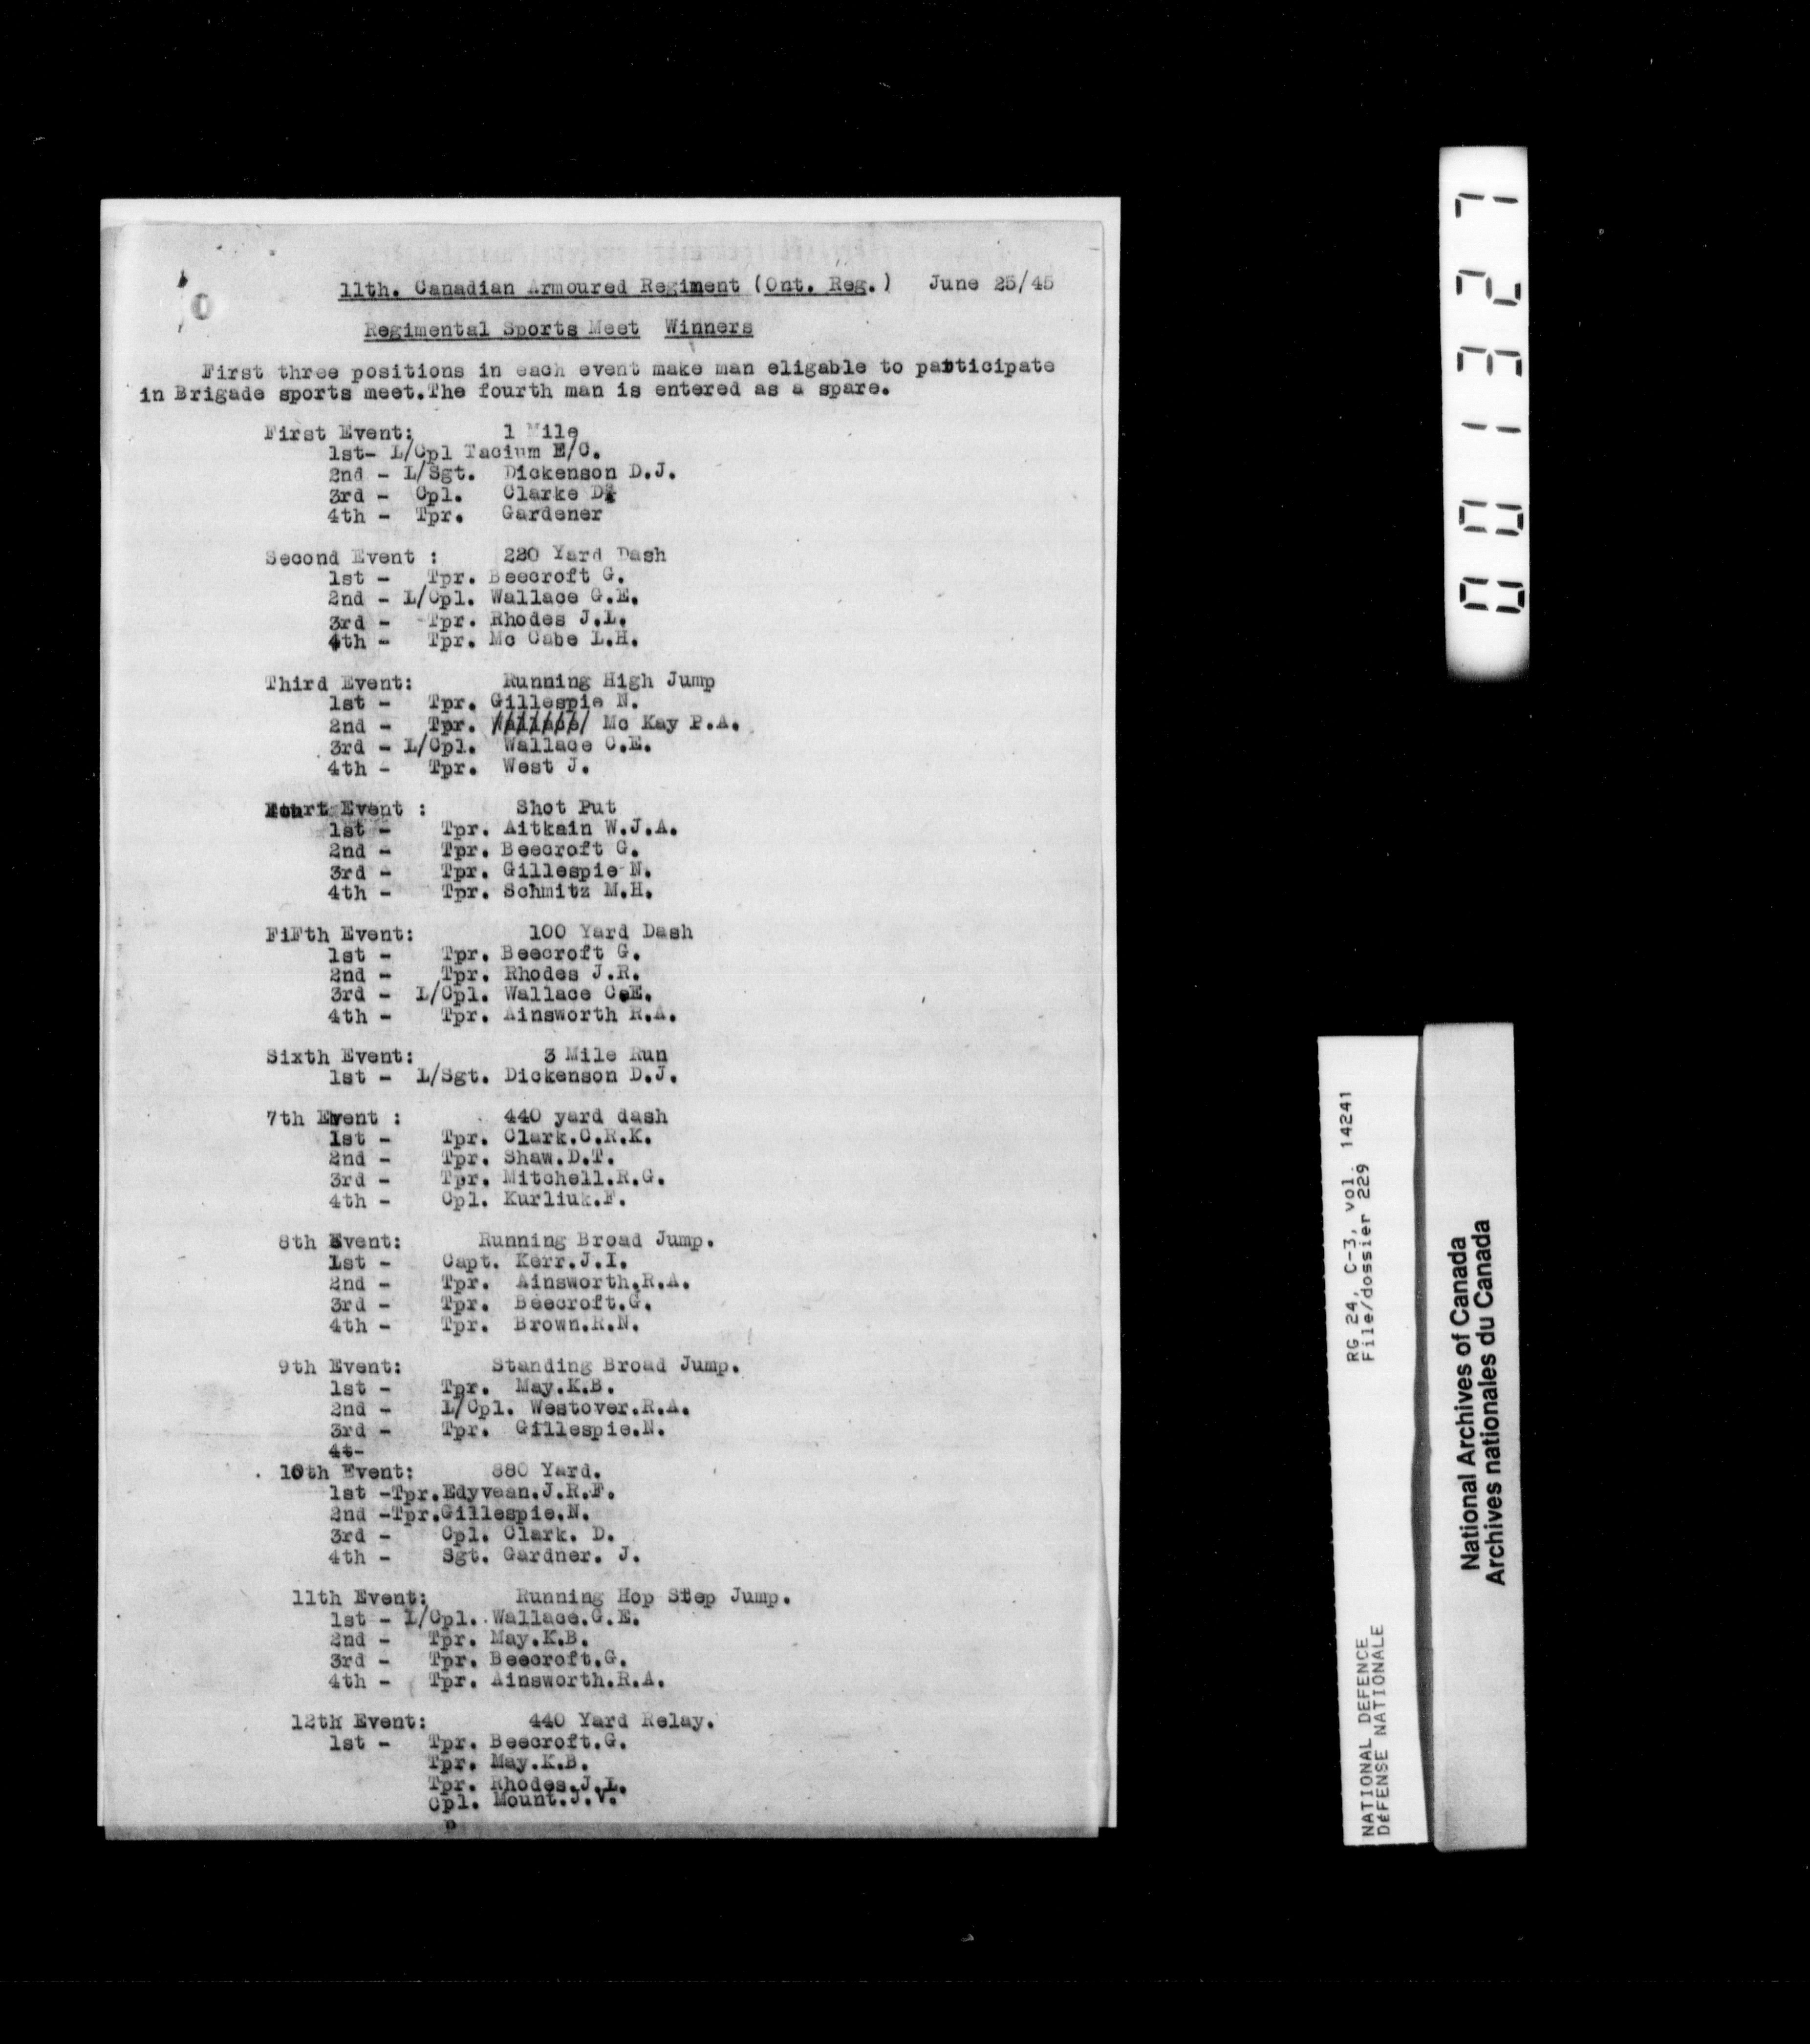 11th. Canadian Armoured Regiment (Ont. Reg.) June 25/45
Regimental Sports Meet Winners
First three positions in each event make man eligable to participate
in Brigade sports meet.The fourth man is entered as a spare.
First Event: 1 Mile
1st- L/Cpl Tacium E/C.
2nd - L/Sgt. Dickenson D.J.
3rd - Cpl. Clarke D.
4th - Tpr. Gardener
Second Event : 220 Yard Dash
1st - Tpr. Beecroft G.
2nd - L/Cpl. Wallace G.E.
3rd - Tpr. Rhodes J.L.
4th - Tpr. Mc Cabe L.H.
Third Event: Running High Jump
1st - Tpr. Gillespie N.
2nd - Tpr. Wallace Mc Kay P.A.
3rd - L/Cpl. Wallace C.E.
4th - Tpr. West J.
Event : Shot Put
1st - Tpr. Aitkain W.J.A.
2nd - Tpr. Beecroft G.
3rd - Tpr. Gillespie N.
4th - Tpr. Schmitz M.H.
FiFth Event: 100 Yard Dash
1st - Tpr. Beecroft G.
2nd - Tpr. Rhodes J.R.
3rd - L/Cpl. Wallace C.E.
4th - Tpr. Ainsworth R.A.
Sixth Event: 3 Mile Run
1st - L/Sgt. Dickenson D.J.
7th Event : 440 yard dash
1st - Tpr. Clark.C.R.K.
2nd - Tpr. Shaw.D.T.
3rd - Tpr. Mitchell.R.G.
4th - Cpl. Kurliuk.F.
8th Event: Running Broad Jump.
1st - Capt. Kerr.J.I.
2nd - Tpr. Ainsworth.R.A.
3rd - Tpr. Beecroft.G.
4th - Tpr. Brown.R.N.
9th Event: Standing Broad Jump.
1st - Tpr. May.K.B.
2nd - L/Cpl. Westover.R.A.
3rd - Tpr. Gillespie.N.
4t-
10th Event: 880 Yard.
1st -Tpr.Edyvean.J.R.F.
2nd -Tpr.Gillespie.N.
3rd - Cpl. Clark. D.
4th - Sgt. Gardner. J.
11th Event: Running Hop Step Jump.
1st - L/Cpl. Wallace.G.E.
2nd - Tpr. May.K.B.
3rd - Tpr. Beecroft.G.
4th - Tpr. Ainsworth.R.A.
12th Event: 440 Yard Relay.
1st - Tpr. Beecroft.G.
Tpr. May.K.B.
Tpr. Rhodes.J.L.
Cpl. Mount.J.V.
p
001327
NATIONAL DEFENCE RG 24, C-3, vol. 14241
DéFENSE NATIONALE File/dossier 229
National Archives of Canada
Archives nationales du Canada